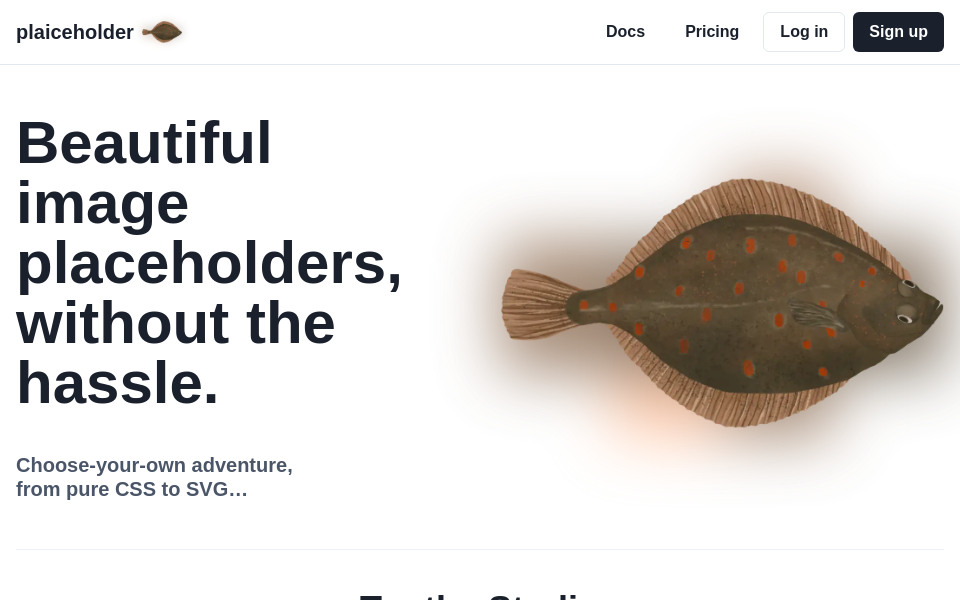 plaiceholder
Docs
Pricing
Log in
Sign up
Beautiful
image
placeholders,
without the
hassle.
Choose-your-own adventure,
from pure CSS to SVG…